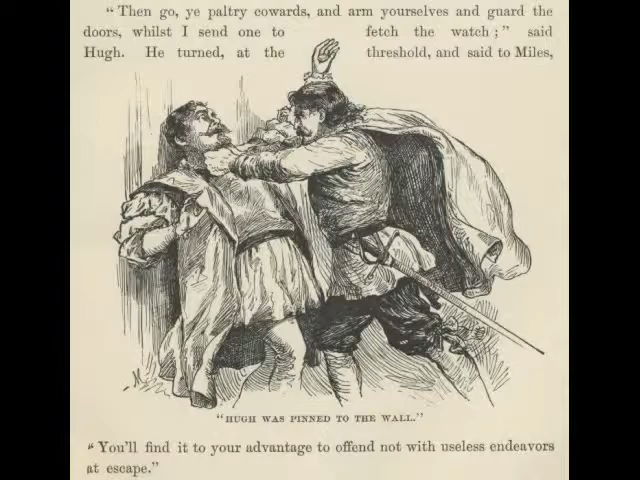 “ Then go, ye paltry cowards, and arm yourselves and guard the
doors, whilst I send one to fetch the watch ; ” said
Hugh. He turned, at the threshold, and said to Miles,
“HUGH WAS PINNED TO THE WALL.”
“ You'll find it to your advantage to offend not with useless endeavors
at escape.”